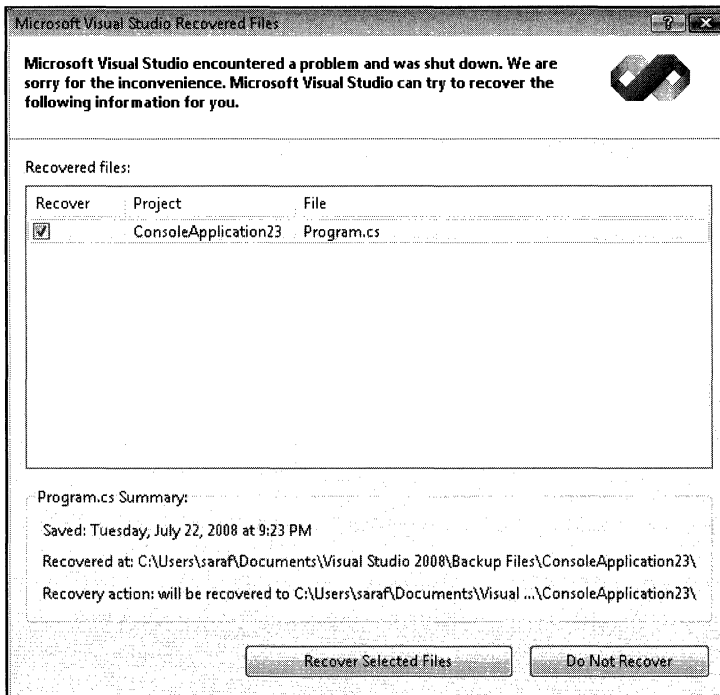 Microsoft Visual Studio Recovered Files
Microsoft Visual Studio encountered a problem and was shut down. We are
sorry for the inconvenience. Microsoft Visual Studio can try to recover the
following information for you.
Recovered files:
Recover Project File
ConsoleApplication23 Program.cs
Program.cs Summary:
Saved: Tuesday, July 22, 2008 at 9:23 PM
Recovered at: C:\Users\saraf\Documents\Visual Studio 2008\Backup Files\ConsoleApplication23\
Recovery action: will be recovered to C:\Users\saraf\Documents\Visual ...\ConsoleApplication23\
Recover Selected Files Do Not Recover